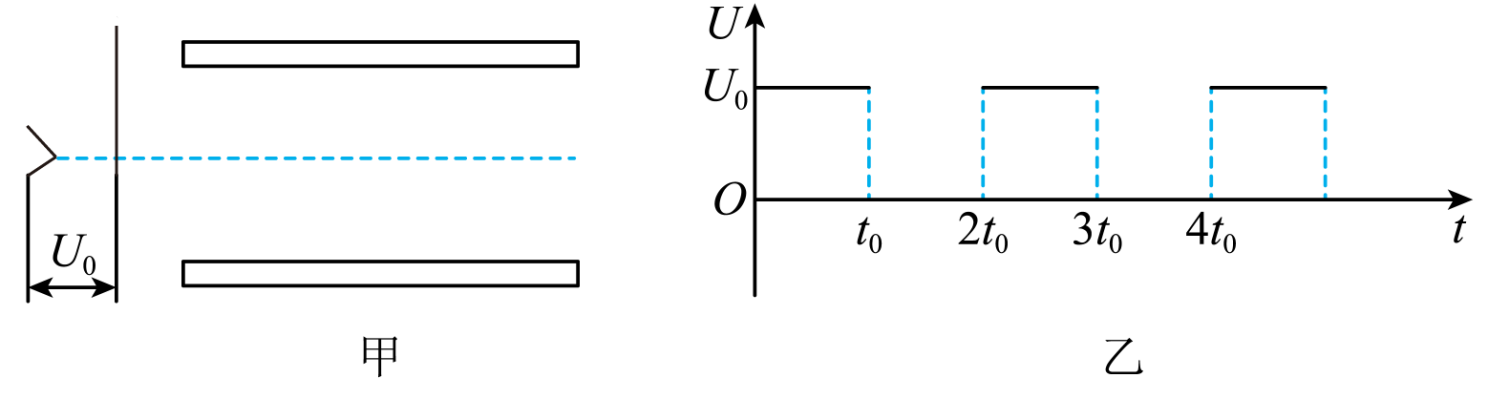 U₀
甲
U
U₀
O
t₀
2t₀
3t₀
4t₀
t
乙